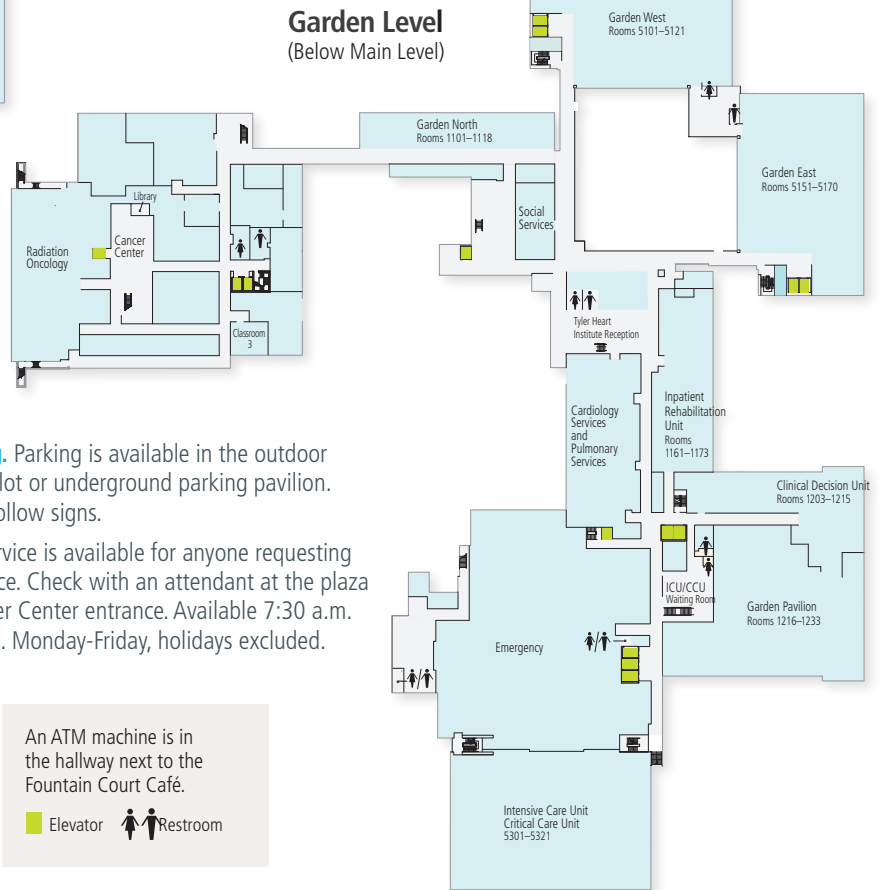 Garden Level
(Below Main Level)
Garden West
Rooms 5101–5121
Garden North
Rooms 1101–1118
Garden East
Rooms 5151–5170
Library
Social
Services
Radiation
Oncology
Cancer
Center
Classroom
3
Tyler Heart
Institute Reception
Cardiology
Services
and
Pulmonary
Services
Inpatient
Rehabilitation
Unit
Rooms
1161–1173
Clinical Decision Unit
Rooms 1203–1215
ICU/CCU
Waiting Room
Garden Pavilion
Rooms 1216–1233
Emergency
Intensive Care Unit
Critical Care Unit
5301–5321
. Parking is available in the outdoor
lot or underground parking pavilion.
ollow signs.
rvice is available for anyone requesting
ce. Check with an attendant at the plaza
er Center entrance. Available 7:30 a.m.
. Monday-Friday, holidays excluded.
An ATM machine is in
the hallway next to the
Fountain Court Café.
Elevator
Restroom